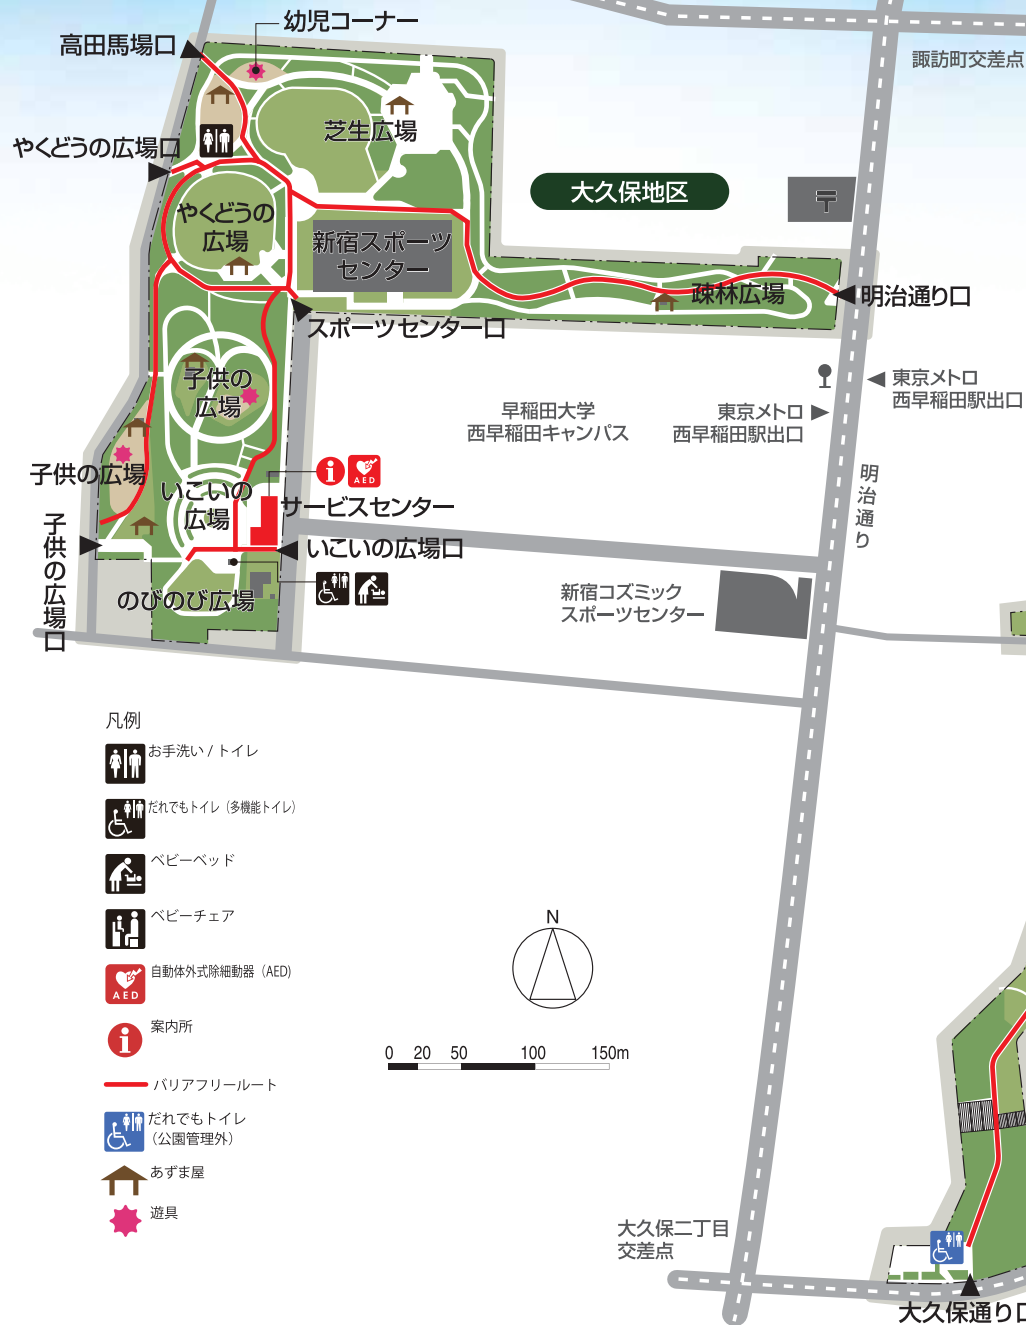 幼児コーナー
高田馬場口
諏訪町交差点
芝生広場
やくどうの広場口
大久保地区
やくどうの
広場
新宿スポーツ
センター
疎林広場
明治通り口
スポーツセンター口
子供の
広場
東京メトロ
西早稲田駅出口
早稲田大学
西早稲田キャンパス
東京メトロ
西早稲田駅出口
子供の広場
いこいの
広場
AED
サービスセンター
明治通り
子供の広場口
いこいの広場口
のびのび広場
新宿コズミック
スポーツセンター
凡例
お手洗い / トイレ
だれでもトイレ（多機能トイレ）
ベビーベッド
ベビーチェア
AED
自動体外式除細動器（AED)
案内所
バリアフリールート
だれでもトイレ
（公園管理外）
あずま屋
遊具
N
0 20 50 100 150m
大久保二丁目
交差点
大久保通り口